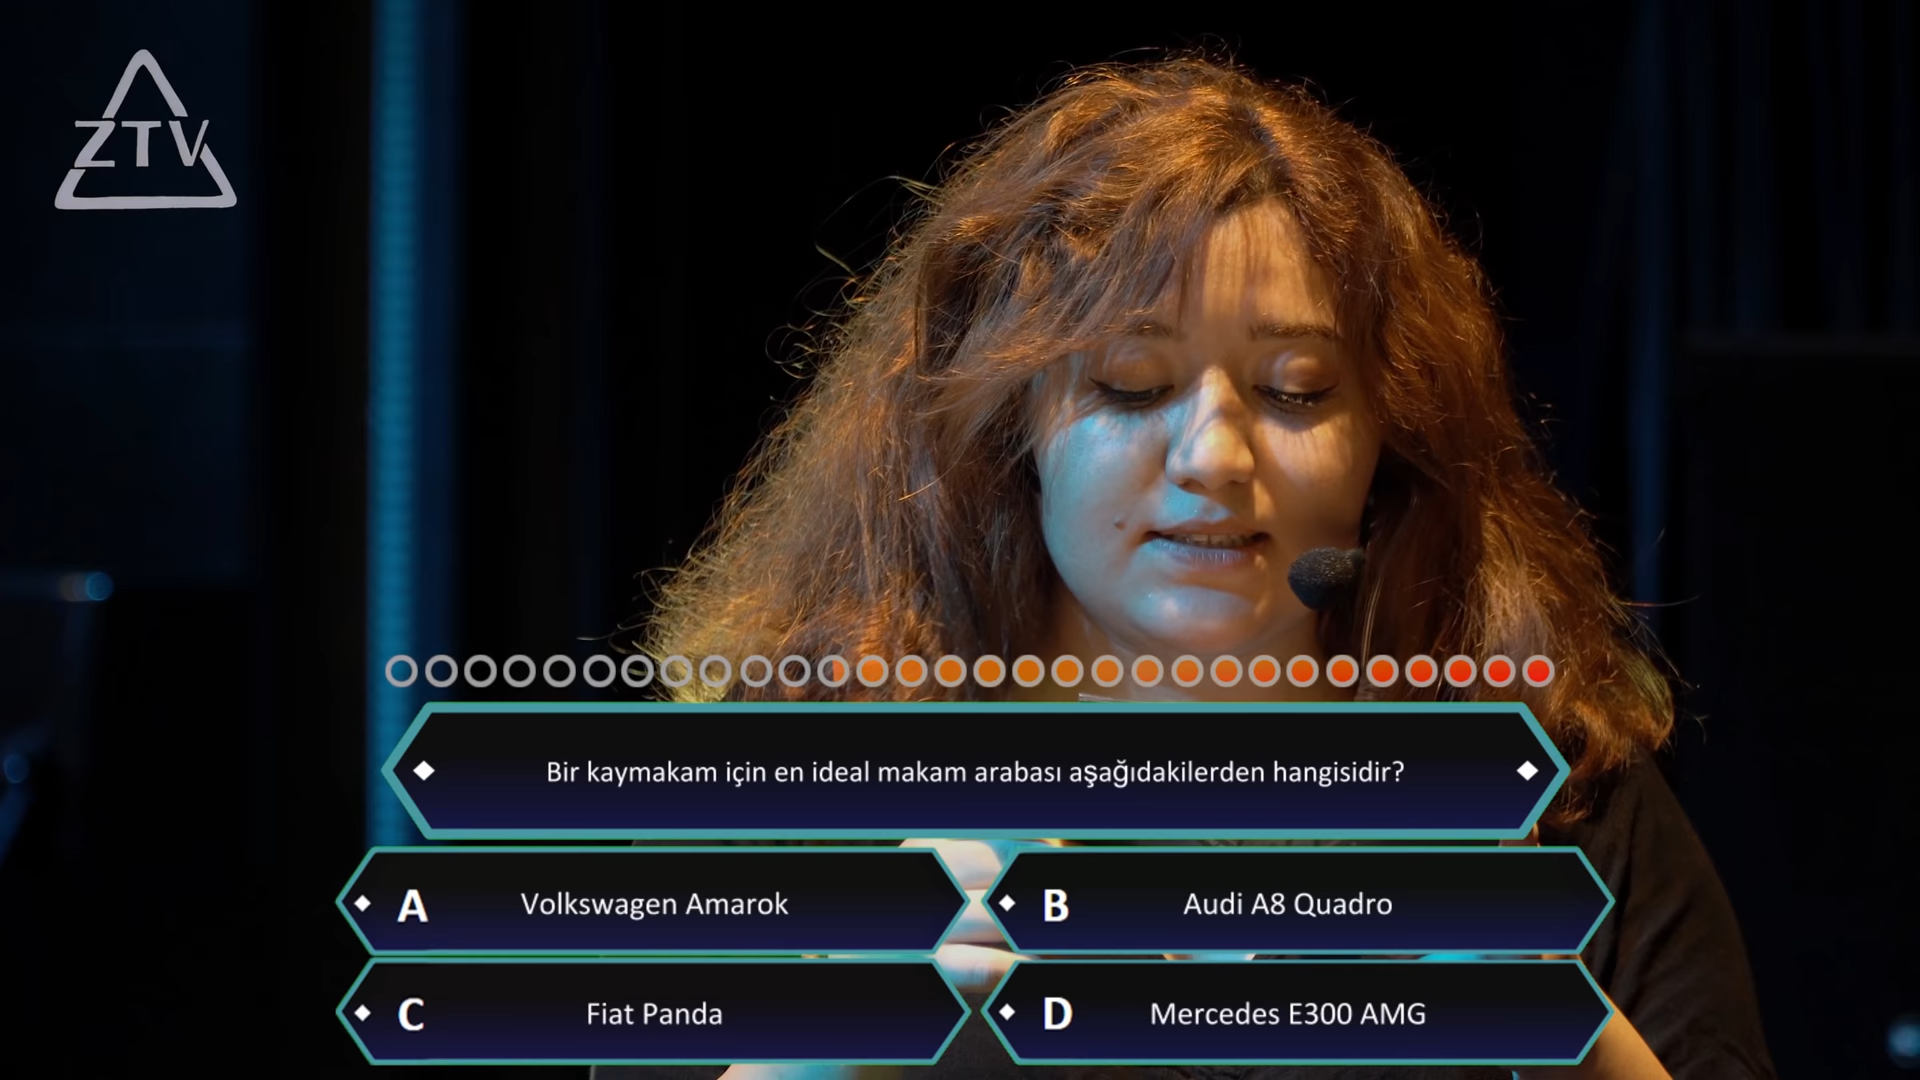 ZTV
Bir kaymakam için en ideal makam arabası aşağıdakilerden hangisidir?
A Volkswagen Amarok
B Audi A8 Quadro
C Fiat Panda
D Mercedes E300 AMG